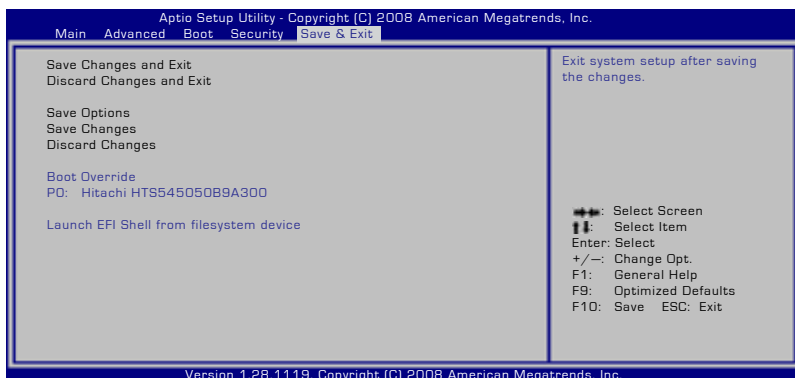 Aptio Setup Utility - Copyright (C) 2008 American Megatrends, Inc.
Main Advanced Boot Security Save & Exit
Save Changes and Exit
Discard Changes and Exit
Save Options
Save Changes
Discard Changes
Boot Override
P0: Hitachi HTS545050B9A300
Launch EFI Shell from filesystem device
Exit system setup after saving
the changes.
→←: Select Screen
↑↓: Select Item
Enter: Select
+/—: Change Opt.
F1: General Help
F9: Optimized Defaults
F10: Save ESC: Exit
Version 1.28.1119. Copyright (C) 2008 American Megatrends, Inc.